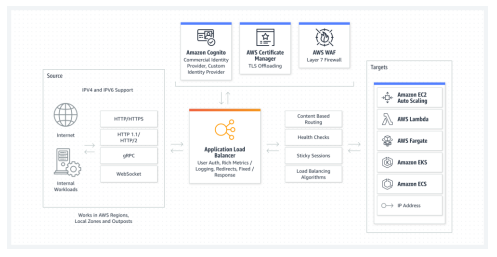 Amazon Cognito
Commercial Identity
Provider, Custom
Identity Provider
AWS Certificate
Manager
TLS Offloading
AWS WAF
Layer 7 Firewall
Source
IPV4 and IPV6 Support
Internet
Internal
Workloads
HTTP/HTTPS
HTTP 1.1/
HTTP/2
gRPC
WebSocket
Works in AWS Regions,
Local Zones and Outposts
Application Load
Balancer
User Auth, Rich Metrics /
Logging, Redirects, Fixed /
Response
Content Based
Routing
Health Checks
Sticky Sessions
Load Balancing
Algorithms
Targets
Amazon EC2
Auto Scaling
AWS Lambda
AWS Fargate
Amazon EKS
Amazon ECS
IP Address